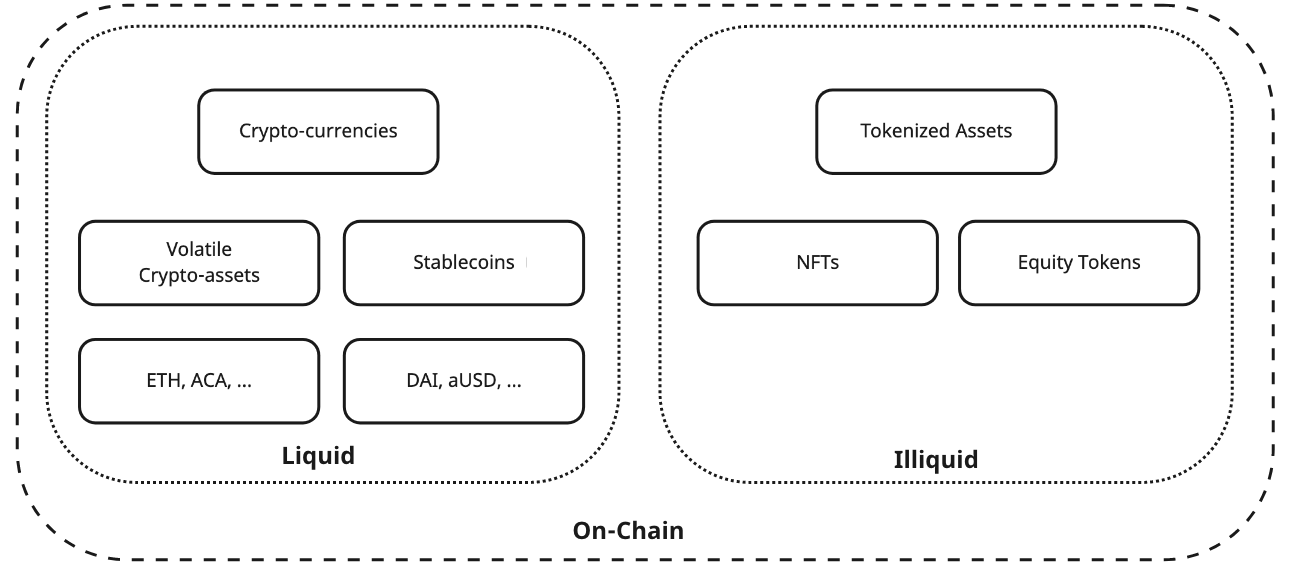 Crypto-currencies
Volatile
Crypto-assets
Stablecoins
ETH, ACA, ...
DAI, aUSD, ...
Liquid
Tokenized Assets
NFTs
Equity Tokens
Illiquid
On-Chain